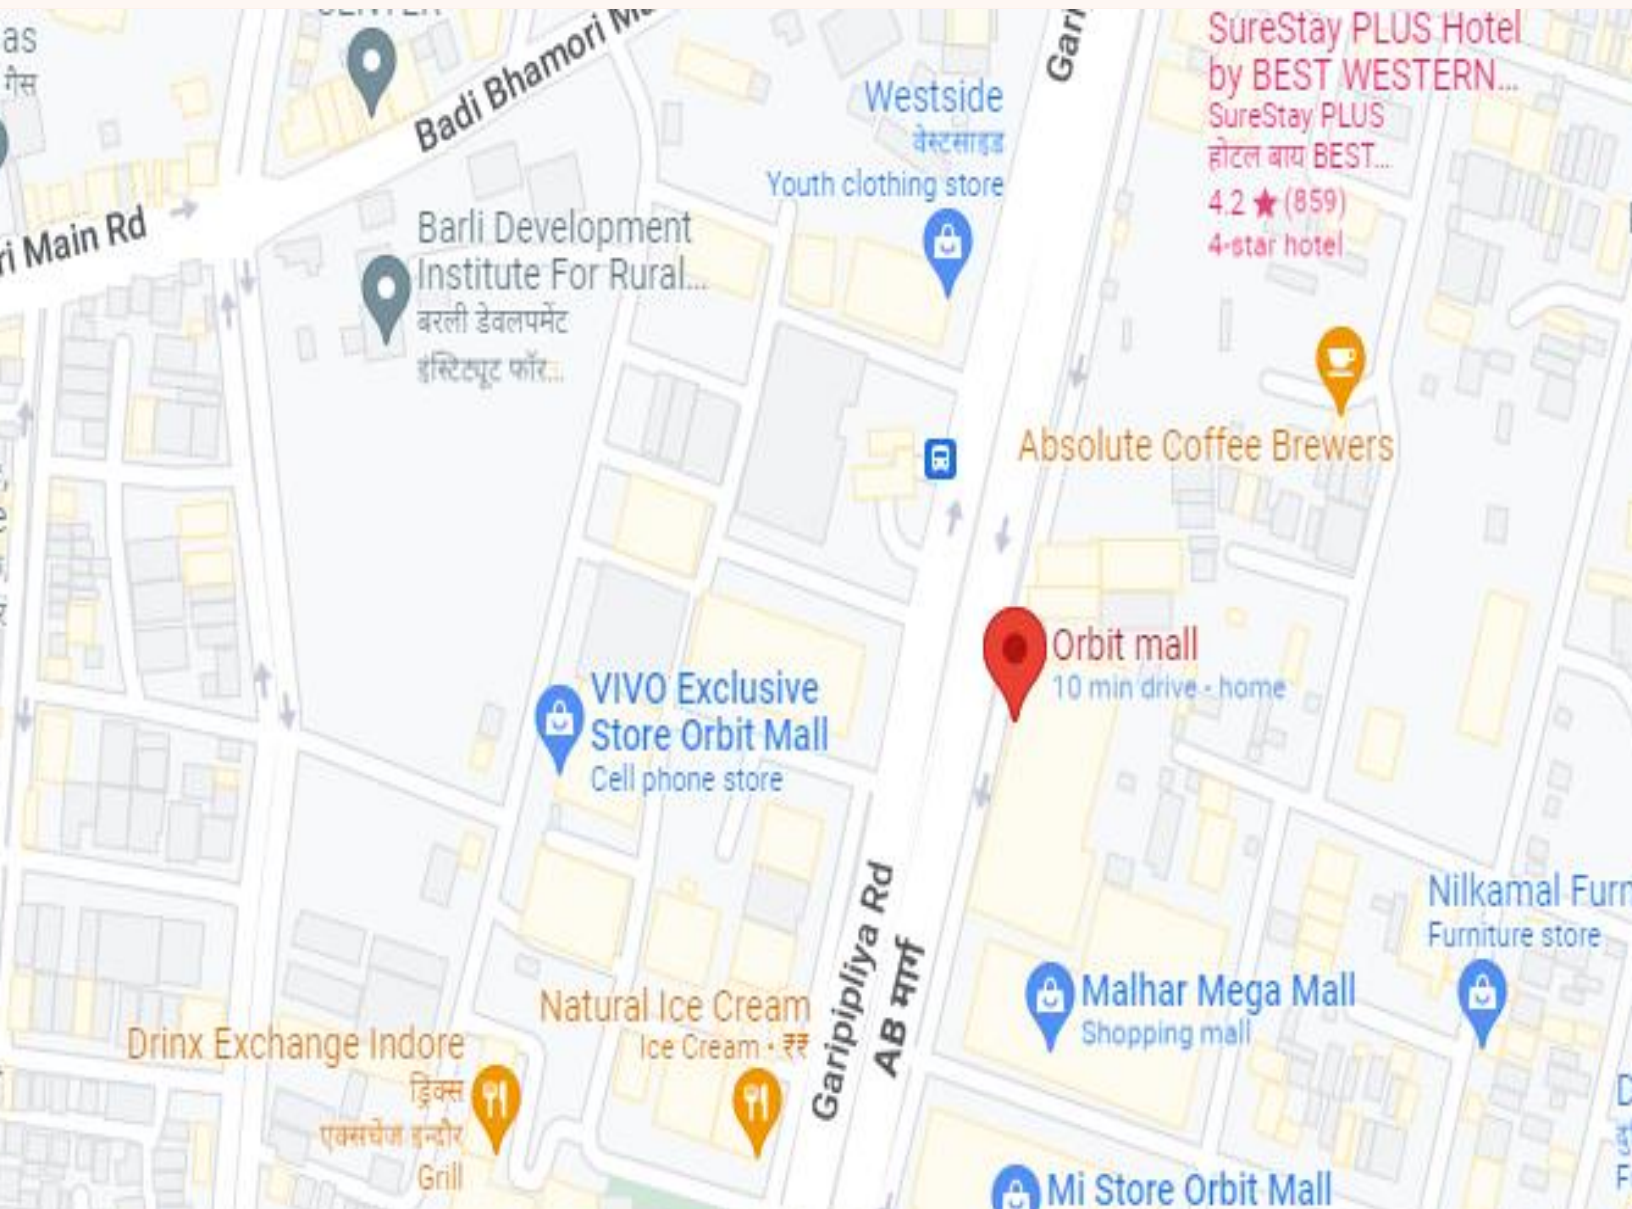 as
गैस
Badi Bhamori
ri Main Rd
Westside
वेस्टसाइड
Youth clothing store
SureStay PLUS Hotel
by BEST WESTERN...
SureStay PLUS
होटल बाय BEST...
4.2 ★ (859)
4-star hotel
Barli Development
Institute For Rural...
बरली डेवलपमेंट
इंस्टिट्यूट फॉर...
Absolute Coffee Brewers
Orbit mall
10 min drive - home
VIVO Exclusive
Store Orbit Mall
Cell phone store
Nilkamal Furn
Furniture store
Malhar Mega Mall
Shopping mall
Natural Ice Cream
Ice Cream · ₹₹
Garipipliya Rd
AB मार्ग
Drinx Exchange Indore
ड्रिंक्स
एक्सचेंज इन्दौर
Grill
Mi Store Orbit Mall